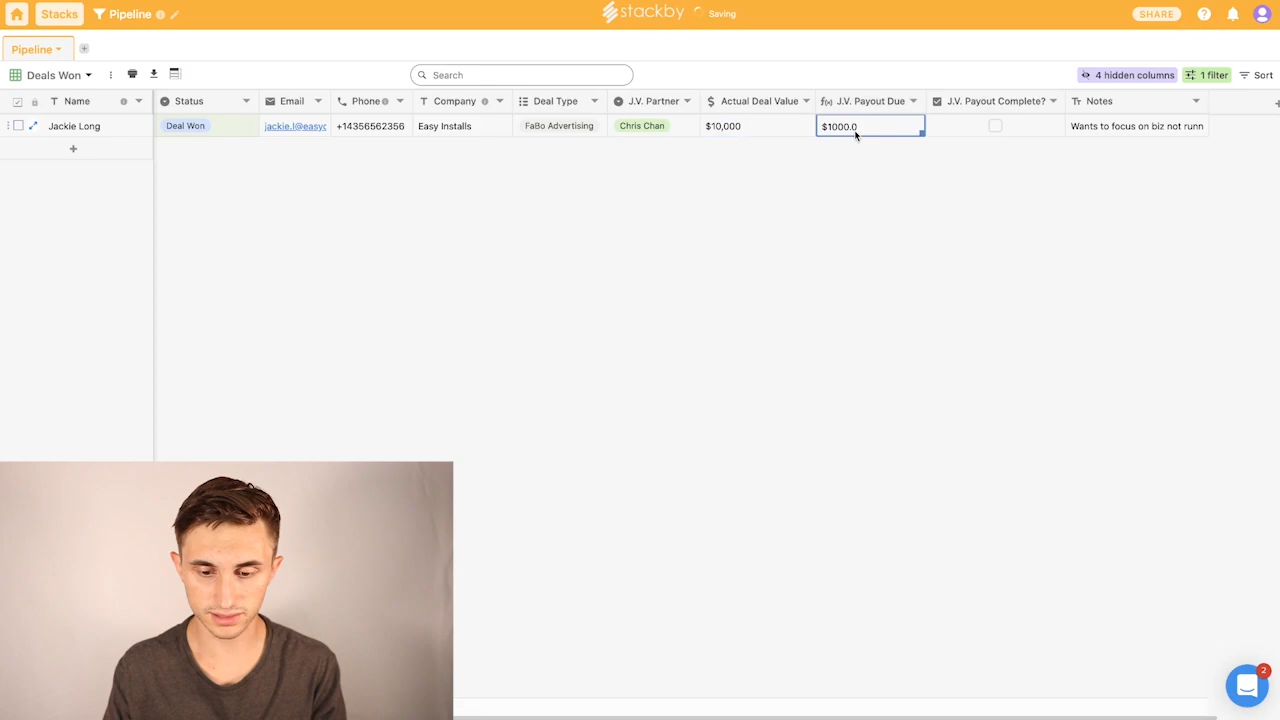 Stacks Pipeline stackby Saving SHARE
Pipeline
Deals Won Search 4 hidden columns 1 filter Sort
Name Status Email Phone Company Deal Type J.V. Partner Actual Deal Value J.V. Payout Due J.V. Payout Complete? Notes
Jackie Long Deal Won jackie.l@easyc +14356562356 Easy Installs FaBo Advertising Chris Chan $10,000 $1000.0 Wants to focus on biz not runn
2